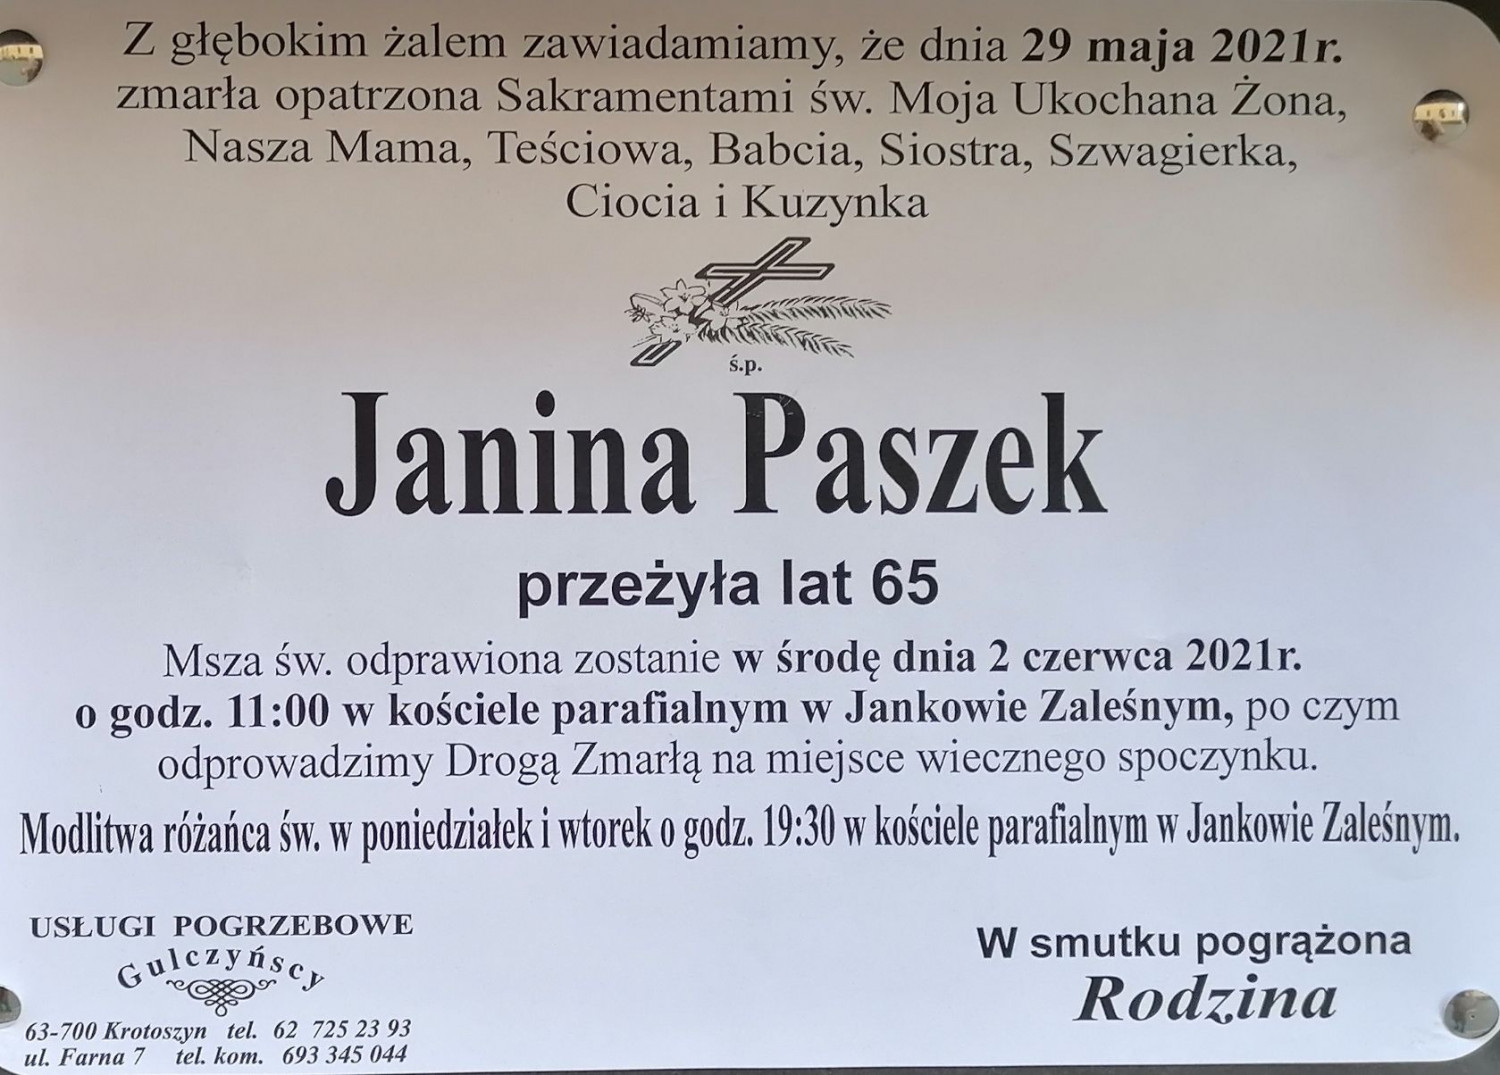 Z głębokim żalem zawiadamiamy, że dnia 29 maja 2021r.
zmarła opatrzona Sakramentami św. Moja Ukochana Żona,
Nasza Mama, Teściowa, Babcia, Siostra, Szwagierka,
Ciocia i Kuzynka
ś.p.
Janina Paszek
przeżyła lat 65
Msza św. odprawiona zostanie w środę dnia 2 czerwca 2021r.
o godz. 11:00 w kościele parafialnym w Jankowie Zaleśnym, po czym
odprowadzimy Drogą Zmarłą na miejsce wiecznego spoczynku.
Modlitwa różańca św. w poniedziałek i wtorek o godz. 19:30 w kościele parafialnym w Jankowie Zaleśnym.
USŁUGI POGRZEBOWE
Gulczyńscy
63-700 Krotoszyn tel. 62 725 23 93
ul. Farna 7 tel. kom. 693 345 044
W smutku pogrążona
Rodzina